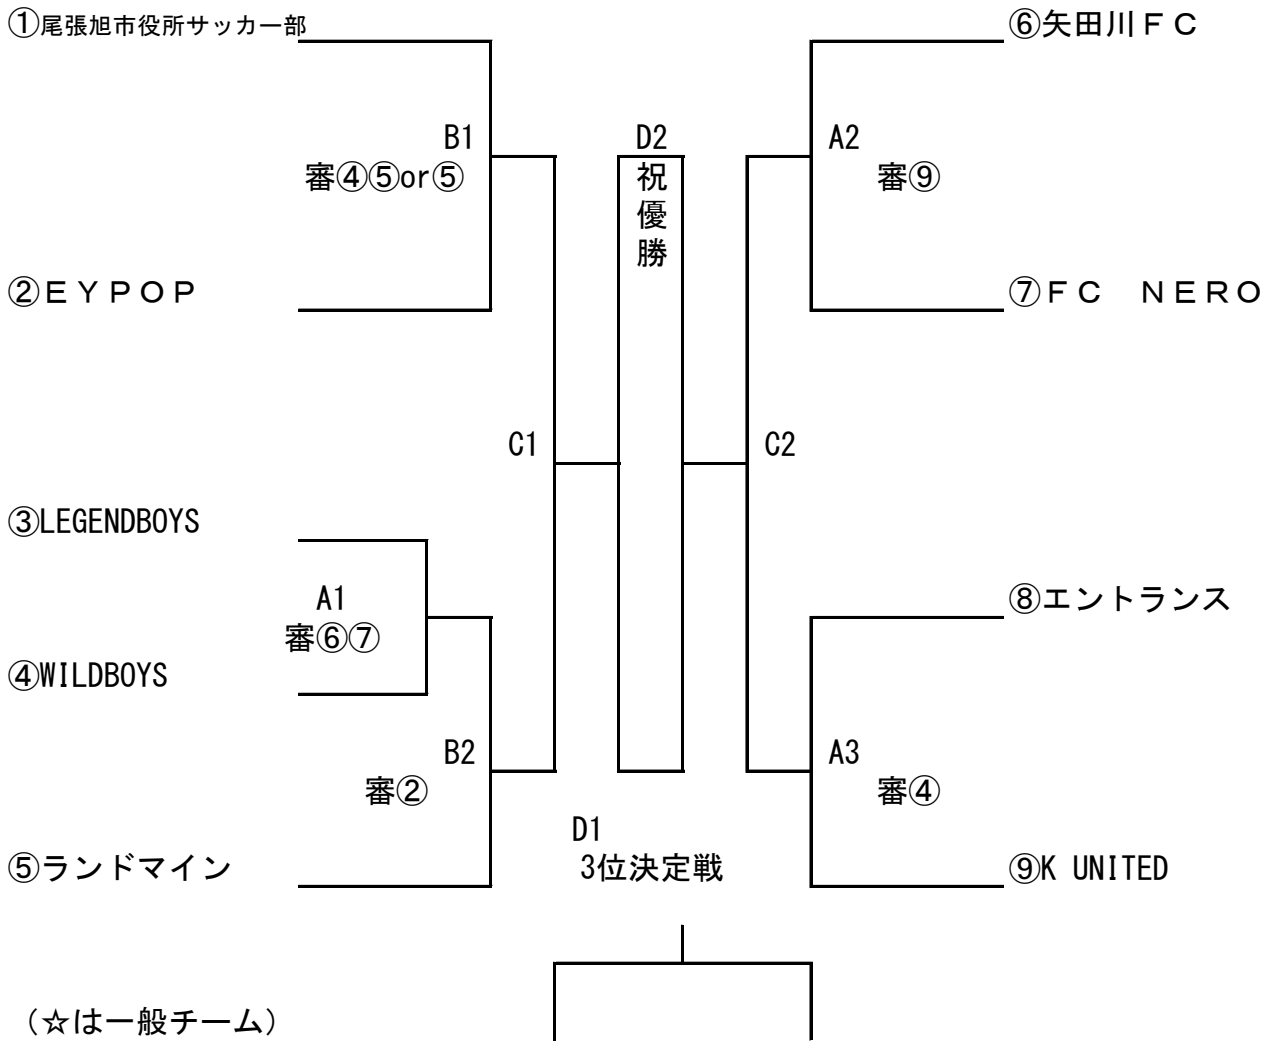 ①尾張旭市役所サッカー部
⑥矢田川ＦＣ
B1
審④⑤or⑤
D2
祝優勝
A2
審⑨
②ＥＹＰＯＰ
⑦ＦＣ　ＮＥＲＯ
C1
C2
③LEGENDBOYS
A1
審⑥⑦
⑧エントランス
④WILDBOYS
B2
審②
A3
審④
D1
3位決定戦
⑤ランドマイン
⑨K UNITED
（☆は一般チーム）